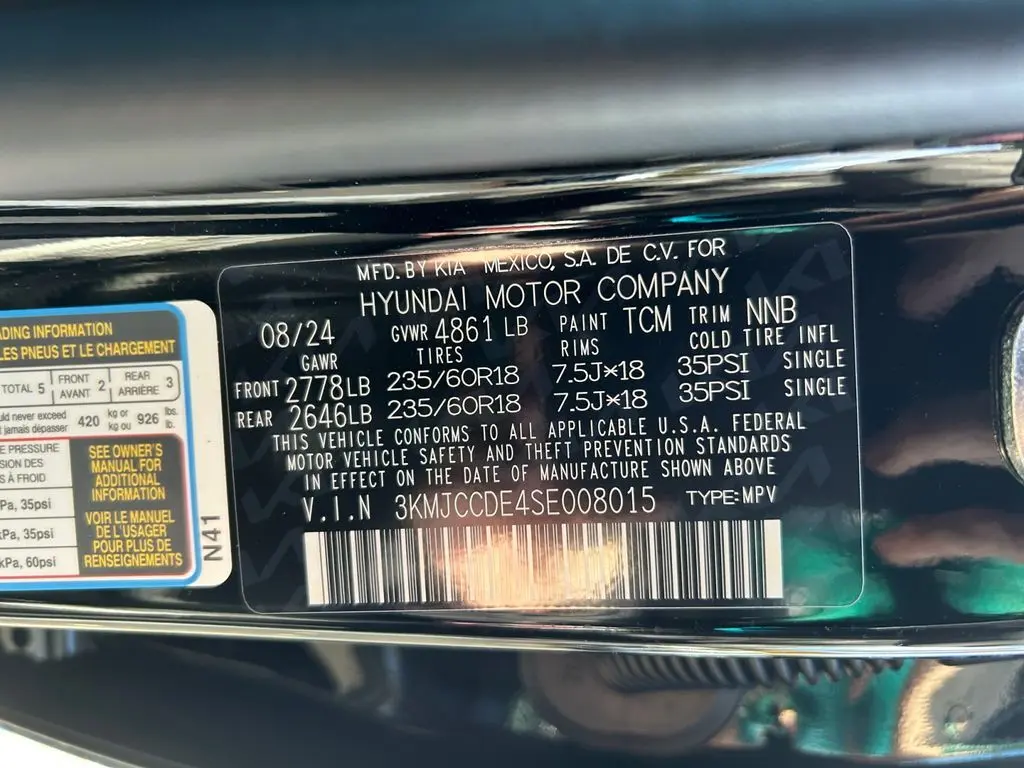 MFD. BY KIA MEXICO, S.A. DE C.V. FOR
HYUNDAI MOTOR COMPANY
08/24 GVWR 4861 LB PAINT TCM TRIM NNB
GAWR TIRES RIMS COLD TIRE INFL
FRONT 2778LB 235/60R18 7.5J×18 35PSI SINGLE
REAR 2646LB 235/60R18 7.5J×18 35PSI SINGLE
THIS VEHICLE CONFORMS TO ALL APPLICABLE U.S.A. FEDERAL
MOTOR VEHICLE SAFETY AND THEFT PREVENTION STANDARDS
IN EFFECT ON THE DATE OF MANUFACTURE SHOWN ABOVE
V.I.N 3KMJCCDE4SE008015 TYPE:MPV
INFORMATION
LES PNEUS ET LE CHARGEMENT
TOTAL 5 FRONT AVANT 2 REAR ARRIÈRE 3
never exceed
jamais dépasser 420 kg or kg ou 926 lbs. lb.
PRESSURE
DES
À FROID
35psi
35psi
kPa, 60psi
SEE OWNER'S
MANUAL FOR
ADDITIONAL
INFORMATION
VOIR LE MANUEL
DE L'USAGER
POUR PLUS DE
RENSEIGNEMENTS
N41